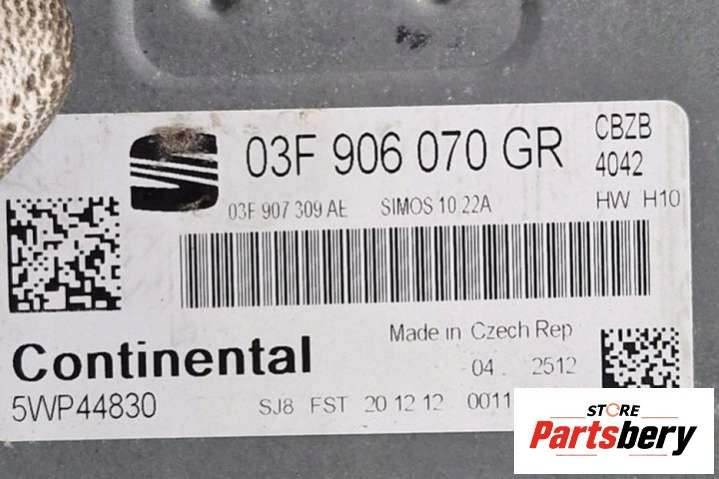 03F 906 070 GR
CBZB
4042
03F 907 309 AE SIMOS 10 22A
HW H10
Continental
Made in Czech Rep
04. 2512
5WP44830
SJ8 FST 20 12 12 0011
STORE
Partsbery